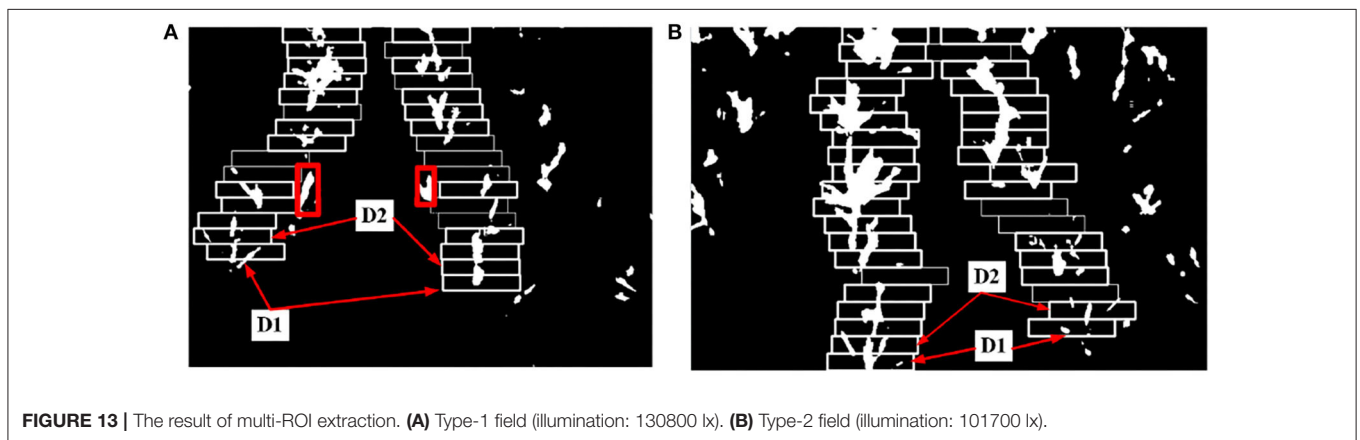 A
B
D2
D1
D2
D1
FIGURE 13 | The result of multi-ROI extraction. (A) Type-1 field (illumination: 130800 lx). (B) Type-2 field (illumination: 101700 lx).